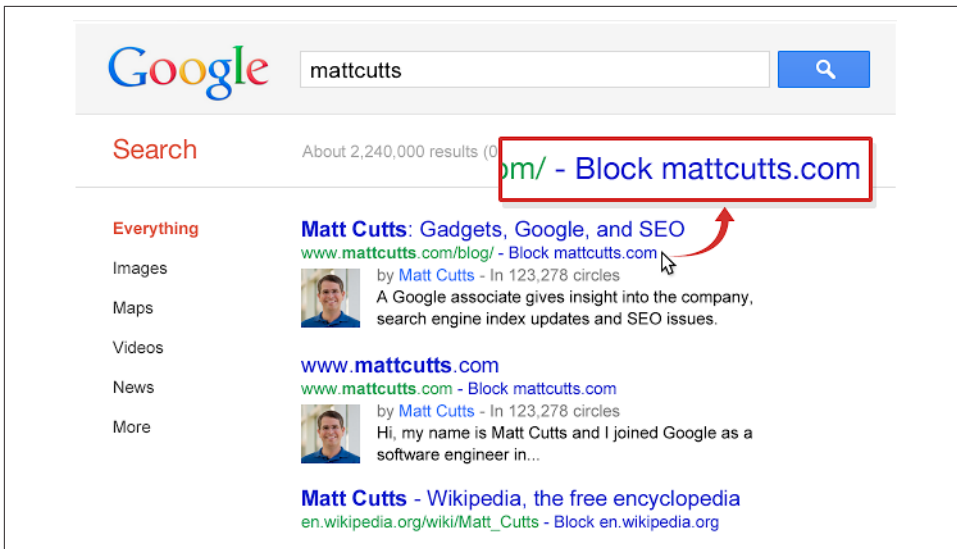 Google
mattcutts
Search
About 2,240,000 results (0
om/ - Block mattcutts.com
Everything
Images
Maps
Videos
News
More
Matt Cutts: Gadgets, Google, and SEO
www.mattcutts.com/blog/ - Block mattcutts.com
by Matt Cutts - In 123,278 circles
A Google associate gives insight into the company,
search engine index updates and SEO issues.
www.mattcutts.com
www.mattcutts.com - Block mattcutts.com
by Matt Cutts - In 123,278 circles
Hi, my name is Matt Cutts and I joined Google as a
software engineer in...
Matt Cutts - Wikipedia, the free encyclopedia
en.wikipedia.org/wiki/Matt_Cutts - Block en.wikipedia.org